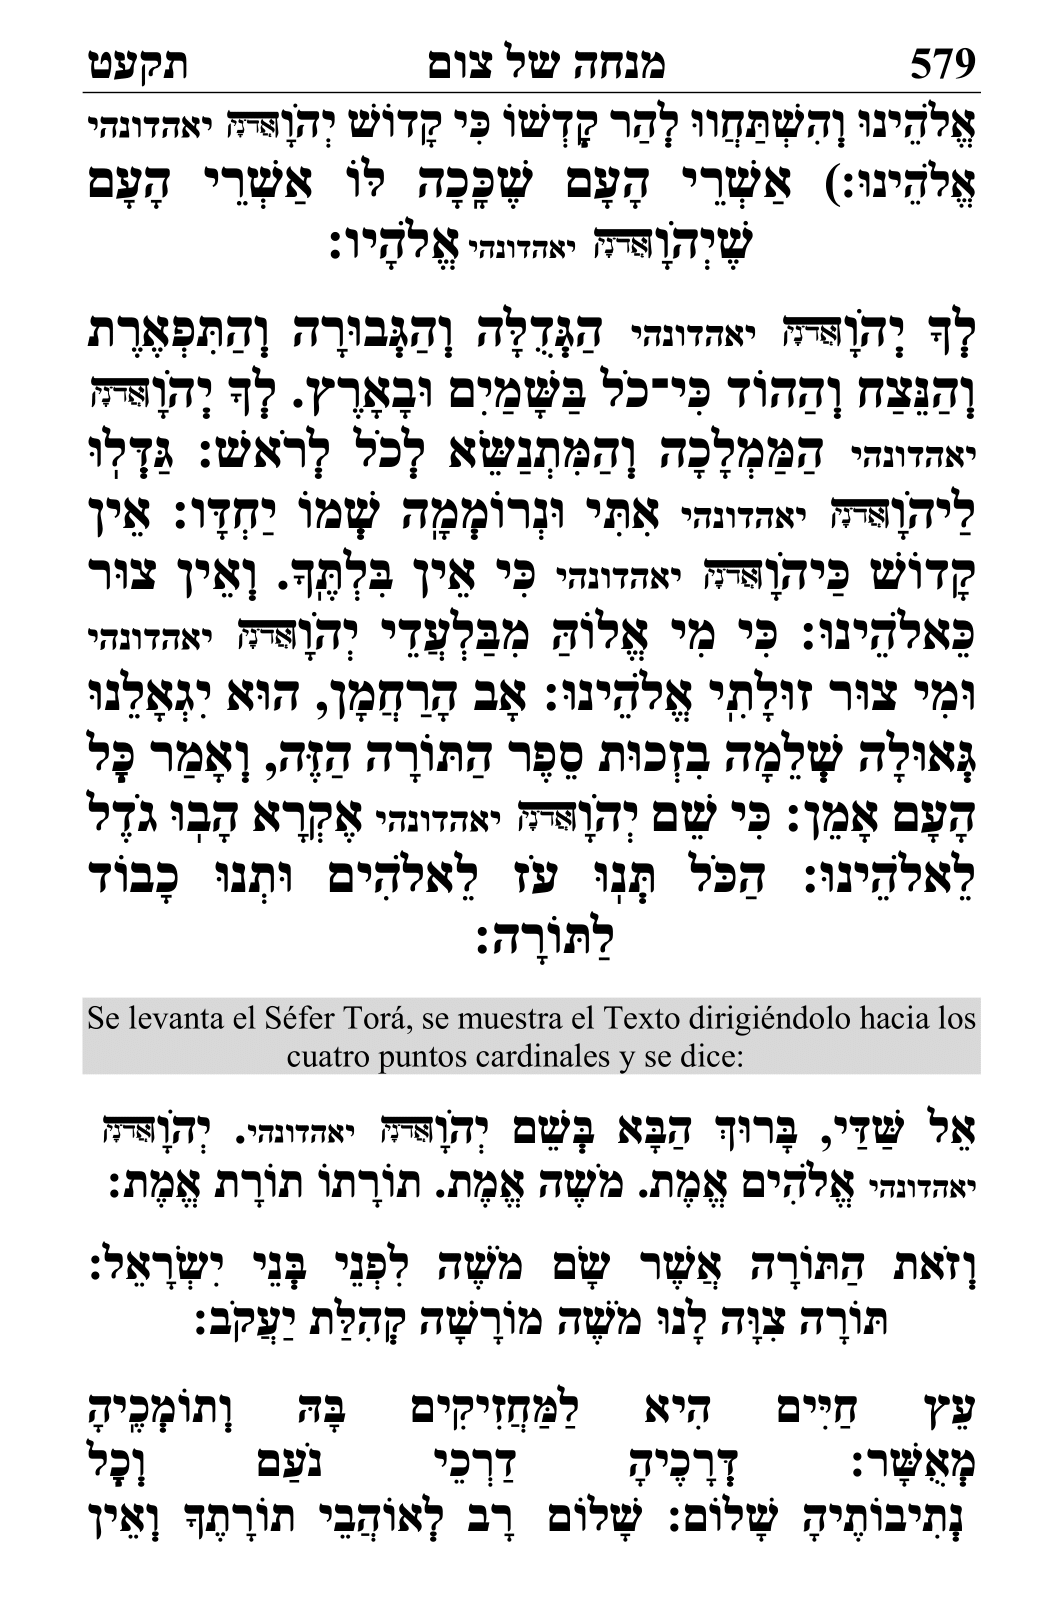 579 מנחה של צום תקעט
אֱלֹהֵינוּ וְהִשְׁתַּחֲווּ לְהַר קָדְשׁוֹ כִּי קָדוֹשׁ יְהֹוָאֲדֹנָי יאהדונהי
אֱלֹהֵינוּ:) אַשְׁרֵי הָעָם שֶׁכָּכָה לּוֹ אַשְׁרֵי הָעָם
שֶׁיְהֹוָאֲדֹנָי יאהדונהי אֱלֹהָיו:
לְךָ יְהֹוָאֲדֹנָי יאהדונהי הַגְּדֻלָּה וְהַגְּבוּרָה וְהַתִּפְאֶרֶת
וְהַנֵּצַח וְהַהוֹד כִּי־כֹל בַּשָּׁמַיִם וּבָאָרֶץ. לְךָ יְהֹוָאֲדֹנָי
יאהדונהי הַמַּמְלָכָה וְהַמִּתְנַשֵּׂא לְכֹל לְרֹאשׁ: גַּדְּלוּ
לַיהֹוָאֲדֹנָי יאהדונהי אִתִּי וּנְרוֹמְמָה שְׁמוֹ יַחְדָּו: אֵין
קָדוֹשׁ כַּיהֹוָאֲדֹנָי יאהדונהי כִּי אֵין בִּלְתֶּךָ. וְאֵין צוּר
כֵּאלֹהֵינוּ: כִּי מִי אֱלוֹהַּ מִבַּלְעֲדֵי יְהֹוָאֲדֹנָי יאהדונהי
וּמִי צוּר זוּלָתִי אֱלֹהֵינוּ: אָב הָרַחֲמָן, הוּא יִגְאָלֵנוּ
גְּאוּלָה שְׁלֵמָה בִזְכוּת סֵפֶר הַתּוֹרָה הַזֶּה, וְאָמַר כָּל
הָעָם אָמֵן: כִּי שֵׁם יְהֹוָאֲדֹנָי יאהדונהי אֶקְרָא הָבוּ גֹדֶל
לֵאלֹהֵינוּ: הַכֹּל תְּנוּ עֹז לֵאלֹהִים וּתְנוּ כָבוֹד
לַתּוֹרָה:
Se levanta el Séfer Torá, se muestra el Texto dirigiéndolo hacia los
cuatro puntos cardinales y se dice:
אֵל שַׁדַּי, בָּרוּךְ הַבָּא בְּשֵׁם יְהֹוָאֲדֹנָי יאהדונהי. יְהֹוָאֲדֹנָי
יאהדונהי אֱלֹהִים אֱמֶת. מֹשֶׁה אֱמֶת. תּוֹרָתוֹ תּוֹרַת אֱמֶת:
וְזֹאת הַתּוֹרָה אֲשֶׁר שָׂם מֹשֶׁה לִפְנֵי בְּנֵי יִשְׂרָאֵל:
תּוֹרָה צִוָּה לָנוּ מֹשֶׁה מוֹרָשָׁה קְהִלַּת יַעֲקֹב:
עֵץ חַיִּים הִיא לַמַּחֲזִיקִים בָּהּ וְתוֹמְכֶיהָ
מְאֻשָּׁר: דְּרָכֶיהָ דַרְכֵי נֹעַם וְכָל
נְתִיבוֹתֶיהָ שָׁלוֹם: שָׁלוֹם רָב לְאוֹהֲבֵי תוֹרָתֶךָ וְאֵין